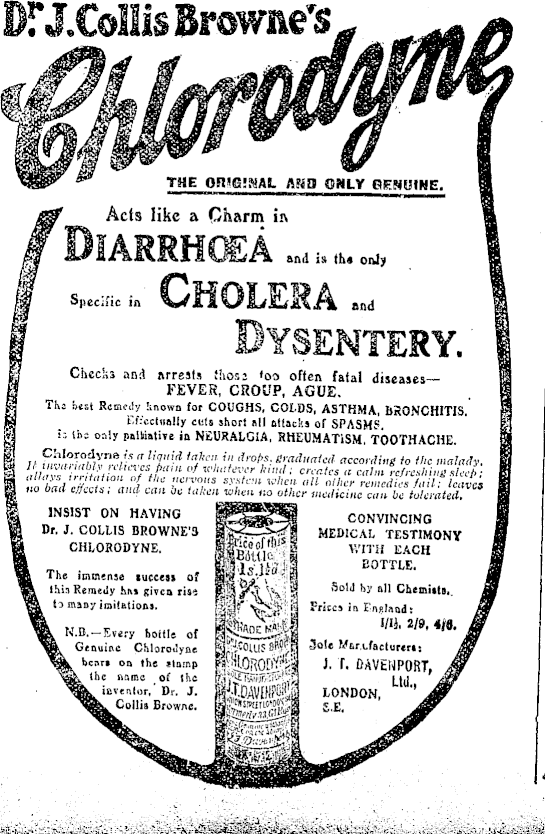 Dr. J. Collis Browne's
Chlorodyne
THE ORIGINAL AND ONLY GENUINE.
Acts like a Charm in
DIARRHŒA and is the only
Specific in CHOLERA and
DYSENTERY.
Checks and arrests those too often fatal diseases—
FEVER, CROUP, AGUE.
The best Remedy known for COUGHS, COLDS, ASTHMA, BRONCHITIS.
Effectually cuts short all attacks of SPASMS.
is the only palliative in NEURALGIA, RHEUMATISM, TOOTHACHE.
Chlorodyne is a liquid taken in drops, graduated according to the malady.
It invariably relieves pain of whatever kind; creates a calm refreshing sleep;
allays irritation of the nervous system when all other remedies fail; leaves
no bad effects; and can be taken when no other medicine can be tolerated.
INSIST ON HAVING
Dr. J. COLLIS BROWNE'S
CHLORODYNE.
The immense success of
this Remedy has given rise
to many imitations.
N.B.—Every bottle of
Genuine Chlorodyne
bears on the stamp
the name of the
inventor, Dr. J.
Collis Browne.
Price of this
Bottle
TRADE MARK
COLLIS BROW
CHLORODYNE
J.T. DAVENPORT
CONVINCING
MEDICAL TESTIMONY
WITH EACH
BOTTLE.
Sold by all Chemists.
Prices in England:
1/1½, 2/9, 4/6.
Sole Manufacturers:
J. T. DAVENPORT,
Ltd.,
LONDON,
S.E.